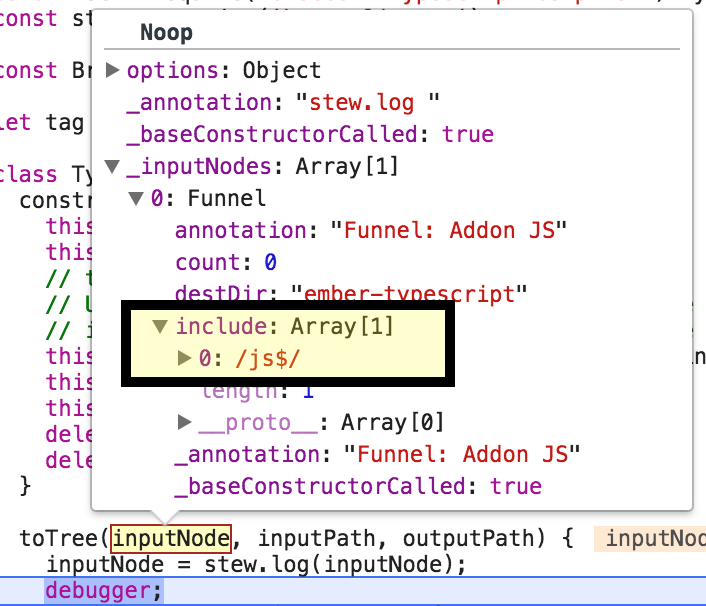 const st
Noop
options: Object
const Br
_annotation: "stew.log "
let tag
_baseConstructorCalled: true
_inputNodes: Array[1]
class Ty
0: Funnel
constr
this
annotation: "Funnel: Addon JS"
this
count: 0
// t
destDir: "ember-typescript"
// U
include: Array[1]
// i
this
0: /js$/
this
length: 1
this
__proto__: Array[0]
dele
_annotation: "Funnel: Addon JS"
dele
_baseConstructorCalled: true
}
toTree(inputNode, inputPath, outputPath) { inputNod
inputNode = stew.log(inputNode);
debugger;